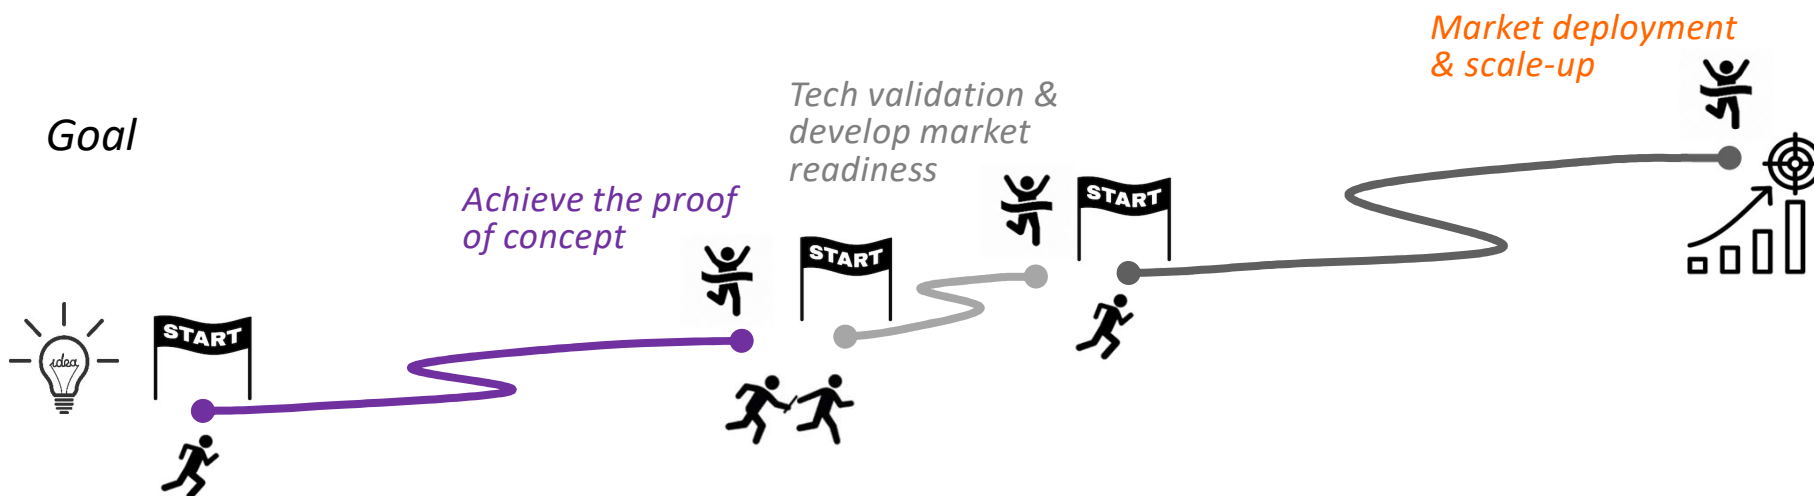 Market deployment
& scale-up
Tech validation &
develop market
readiness
Goal
Achieve the proof
of concept
START
START
START
idea